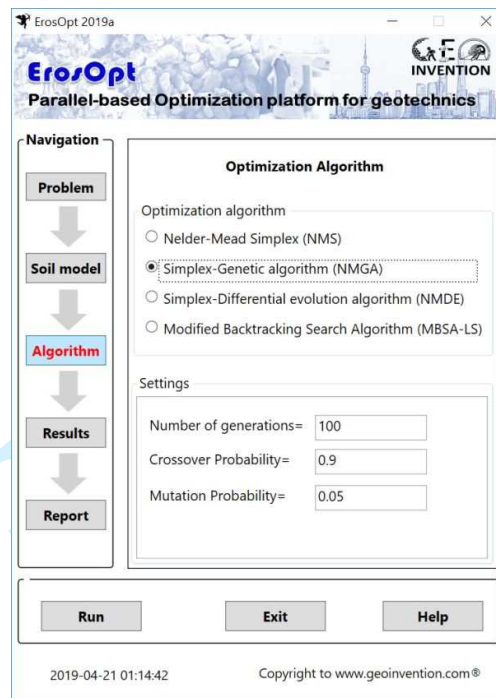 ErosOpt 2019a
GEO
INVENTION
ErosOpt
Parallel-based Optimization platform for geotechnics
Navigation
Problem
Soil model
Algorithm
Results
Report
Optimization Algorithm
Optimization algorithm
Nelder-Mead Simplex (NMS)
Simplex-Genetic algorithm (NMGA)
Simplex-Differential evolution algorithm (NMDE)
Modified Backtracking Search Algorithm (MBSA-LS)
Settings
Number of generations= 100
Crossover Probability= 0.9
Mutation Probability= 0.05
Run Exit Help
2019-04-21 01:14:42 Copyright to www.geoinvention.com®